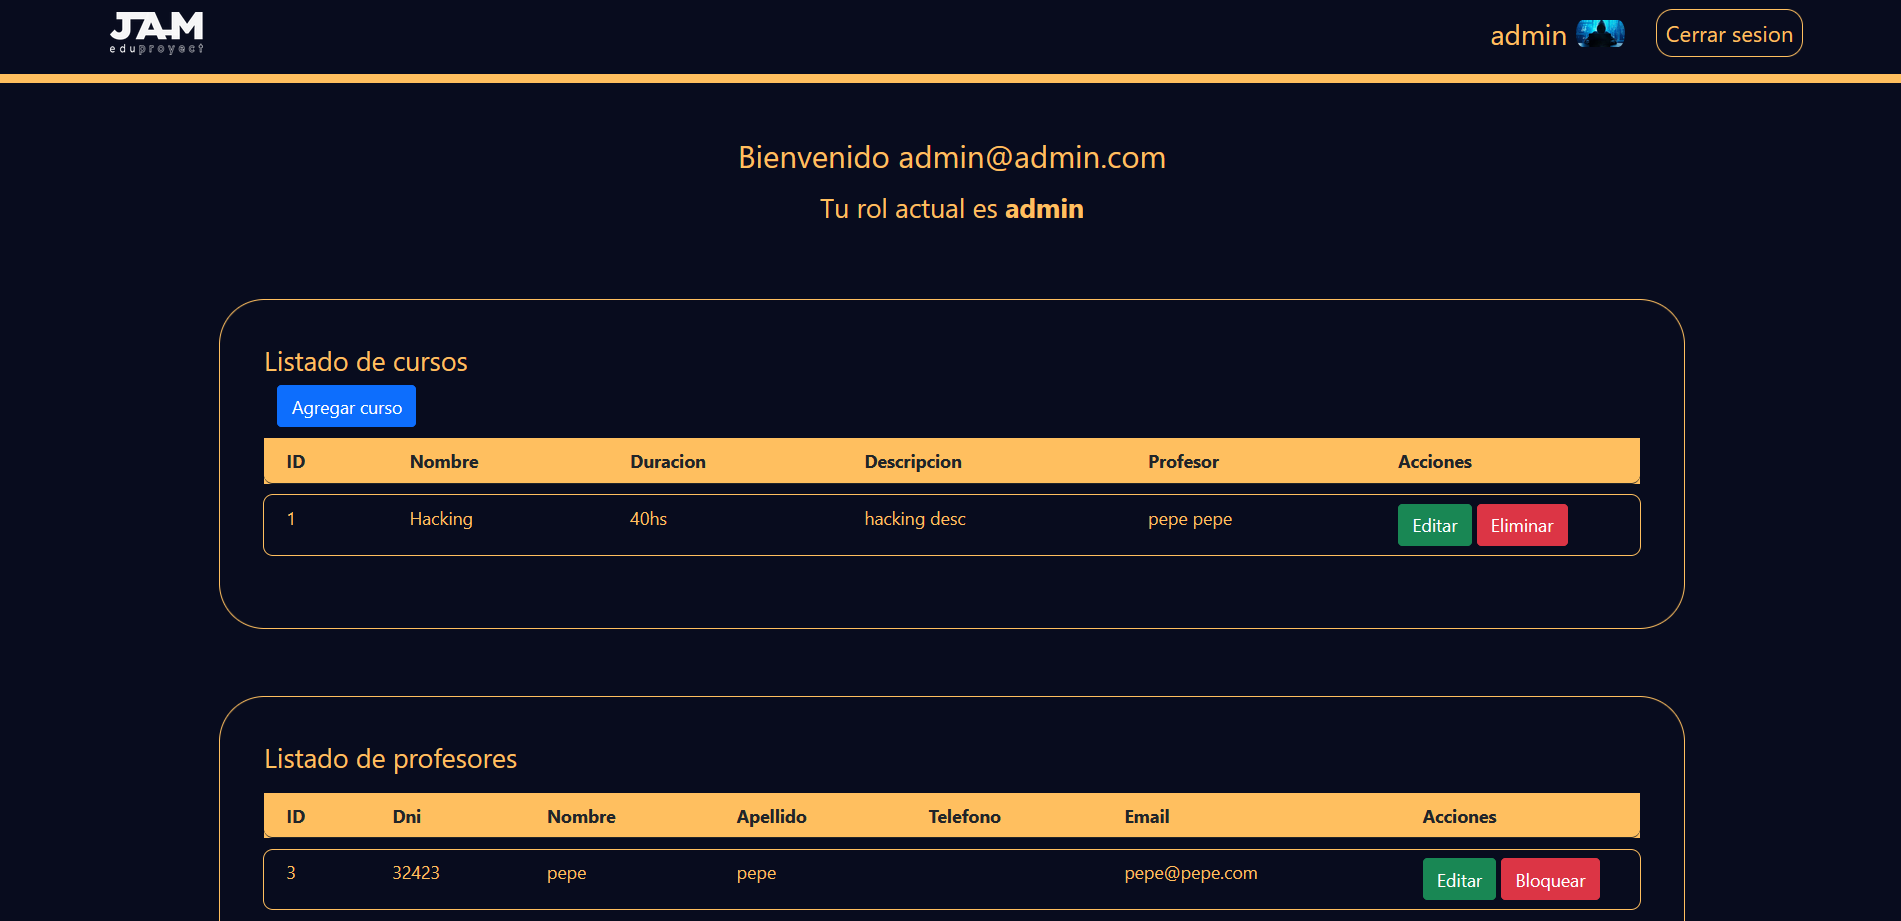 JAM
eduproyect
admin
Cerrar sesion
Bienvenido admin@admin.com
Tu rol actual es admin
Listado de cursos
Agregar curso
ID Nombre Duracion Descripcion Profesor Acciones
1 Hacking 40hs hacking desc pepe pepe Editar Eliminar
Listado de profesores
ID Dni Nombre Apellido Telefono Email Acciones
3 32423 pepe pepe pepe@pepe.com Editar Bloquear